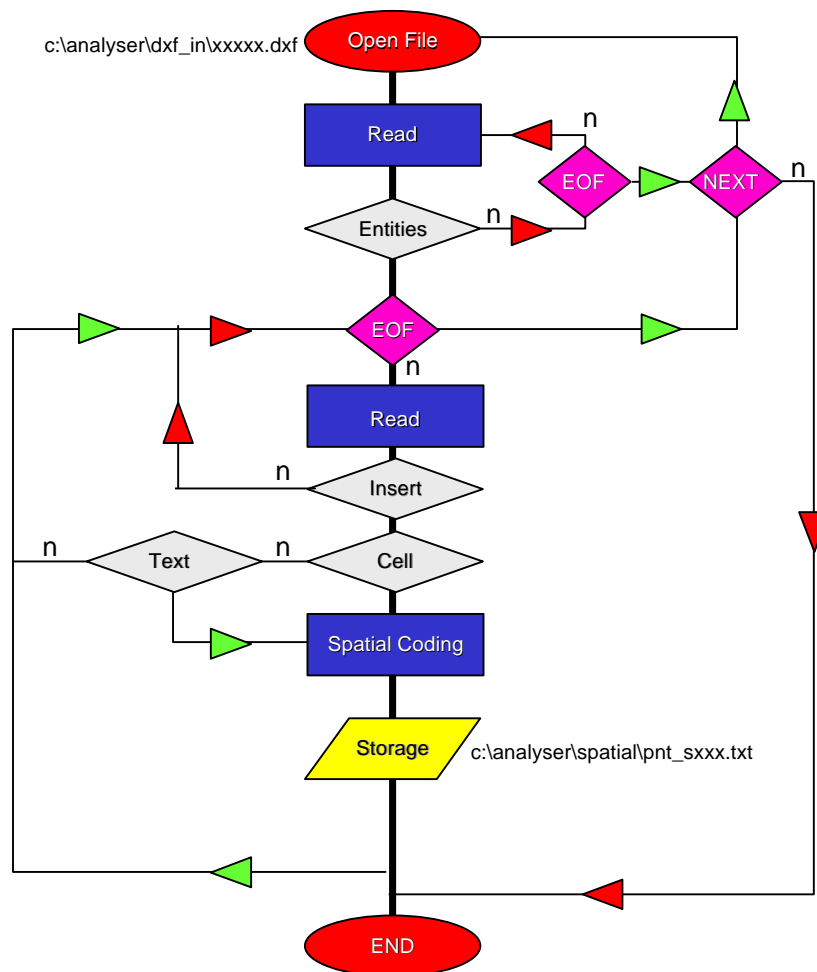 Open File
c:\analyser\dxf_in\xxxxx.dxf
n
Read
n
EOF
NEXT
n
Entities
EOF
n
Read
n
Insert
n
Text
n
Cell
Spatial Coding
Storage
c:\analyser\spatial\pnt_sxxx.txt
END